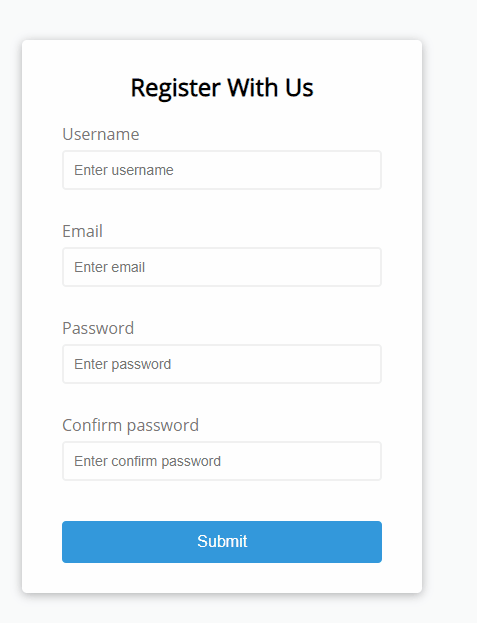 Register With Us
Username
Enter username
Email
Enter email
Password
Enter password
Confirm password
Enter confirm password
Submit